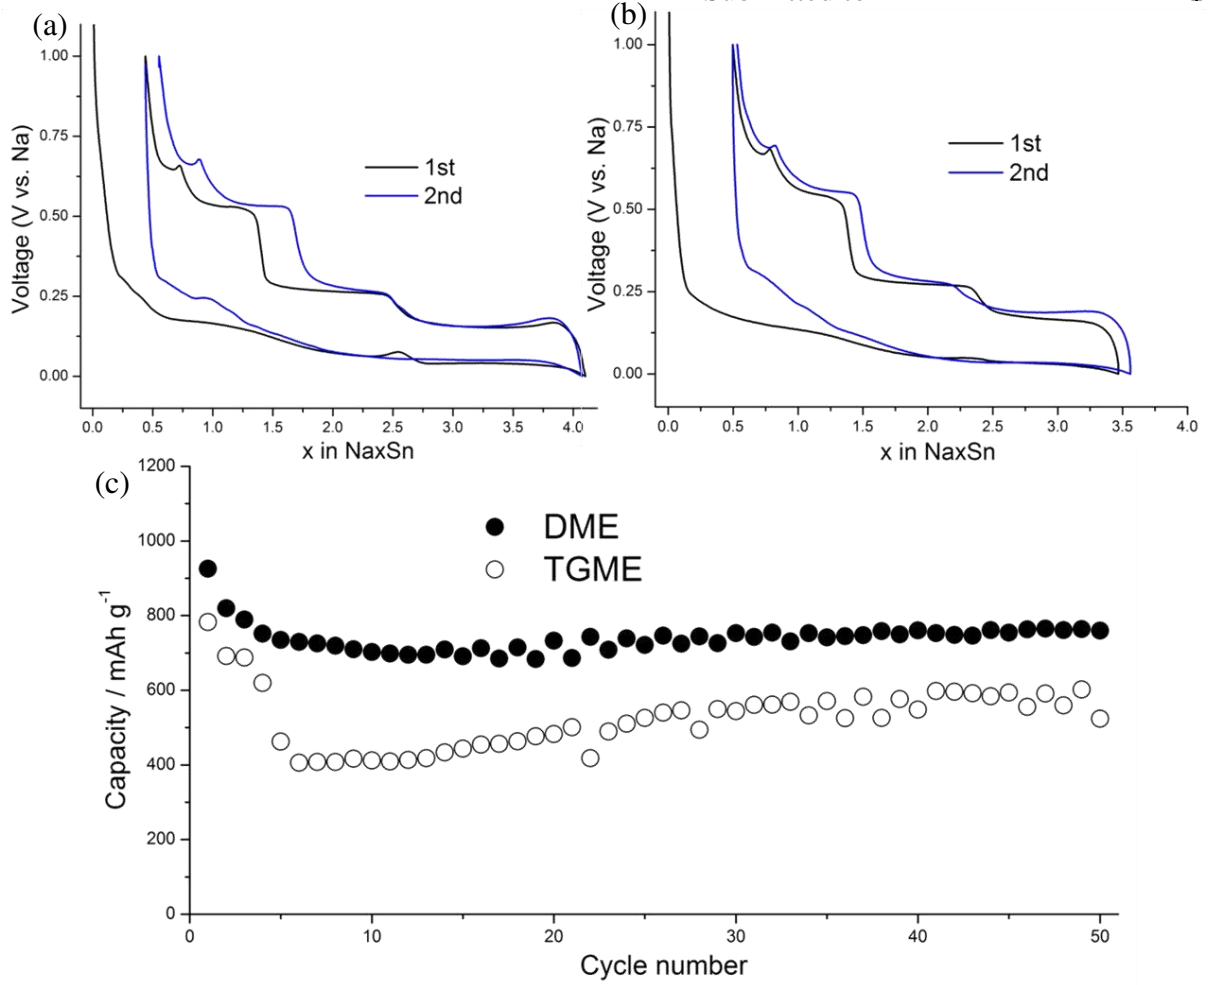 (a)
1.00
0.75
0.50
0.25
0.00
Voltage (V vs. Na)
1st
2nd
0.0 0.5 1.0 1.5 2.0 2.5 3.0 3.5 4.0
x in NaxSn
(b)
1.00
0.75
0.50
0.25
0.00
Voltage (V vs. Na)
1st
2nd
0.0 0.5 1.0 1.5 2.0 2.5 3.0 3.5 4.0
x in NaxSn
(c)
1200
1000
800
600
400
200
0
Capacity / mAh g⁻¹
DME
TGME
0 10 20 30 40 50
Cycle number